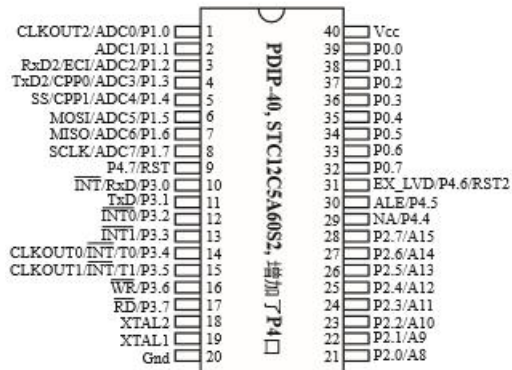 CLKOUT2/ADC0/P1.0 1 40 Vcc
ADC1/P1.1 2 39 P0.0
RxD2/ECI/ADC2/P1.2 3 38 P0.1
TxD2/CPP0/ADC3/P1.3 4 37 P0.2
SS/CPP1/ADC4/P1.4 5 36 P0.3
MOSI/ADC5/P1.5 6 35 P0.4
MISO/ADC6/P1.6 7 34 P0.5
SCLK/ADC7/P1.7 8 33 P0.6
P4.7/RST 9 32 P0.7
INT/RxD/P3.0 10 31 EX_LVD/P4.6/RST2
TxD/P3.1 11 30 ALE/P4.5
INT0/P3.2 12 29 NA/P4.4
INT1/P3.3 13 28 P2.7/A15
CLKOUT0/INT/T0/P3.4 14 27 P2.6/A14
CLKOUT1/INT/T1/P3.5 15 26 P2.5/A13
WR/P3.6 16 25 P2.4/A12
RD/P3.7 17 24 P2.3/A11
XTAL2 18 23 P2.2/A10
XTAL1 19 22 P2.1/A9
Gnd 20 21 P2.0/A8
PDIP-40, STC12C5A60S2, 增加了P4口